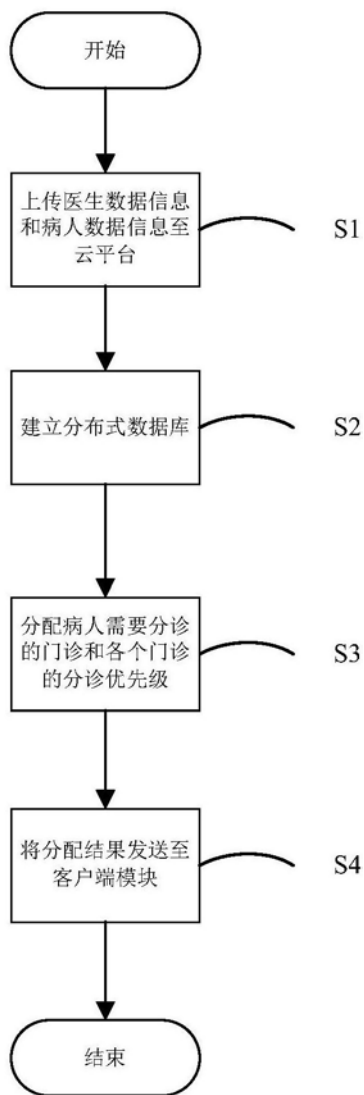 开始
上传医生数据信息
和病人数据信息至
云平台
S1
建立分布式数据库
S2
分配病人需要分诊
的门诊和各个门诊
的分诊优先级
S3
将分配结果发送至
客户端模块
S4
结束